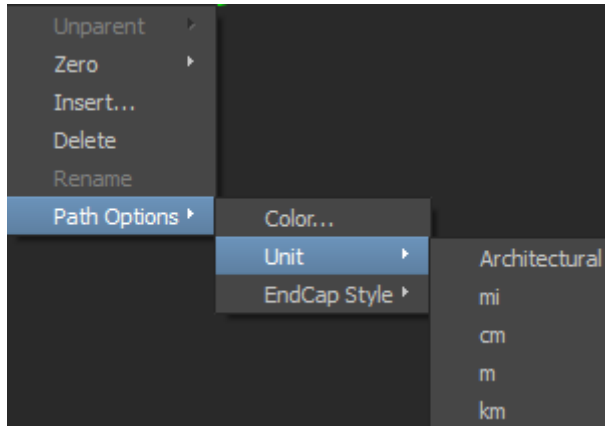 Unparent
Zero
Insert...
Delete
Rename
Path Options
Color...
Unit
EndCap Style
Architectural
mi
cm
m
km